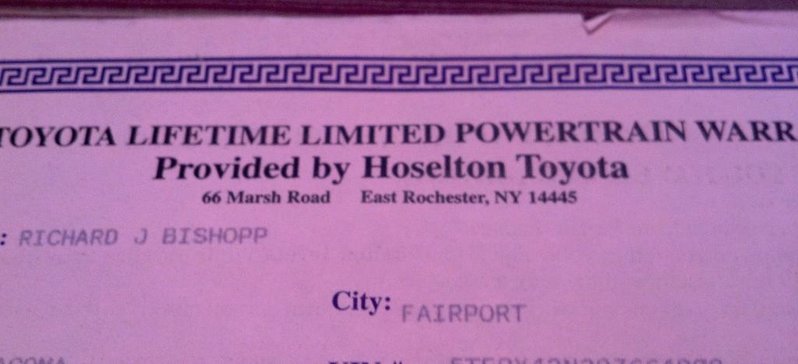 TOYOTA LIFETIME LIMITED POWERTRAIN
Provided by Hoselton Toyota
66 Marsh Road East Rochester, NY 14445
: RICHARD J BISHOPP
City: FAIRPORT